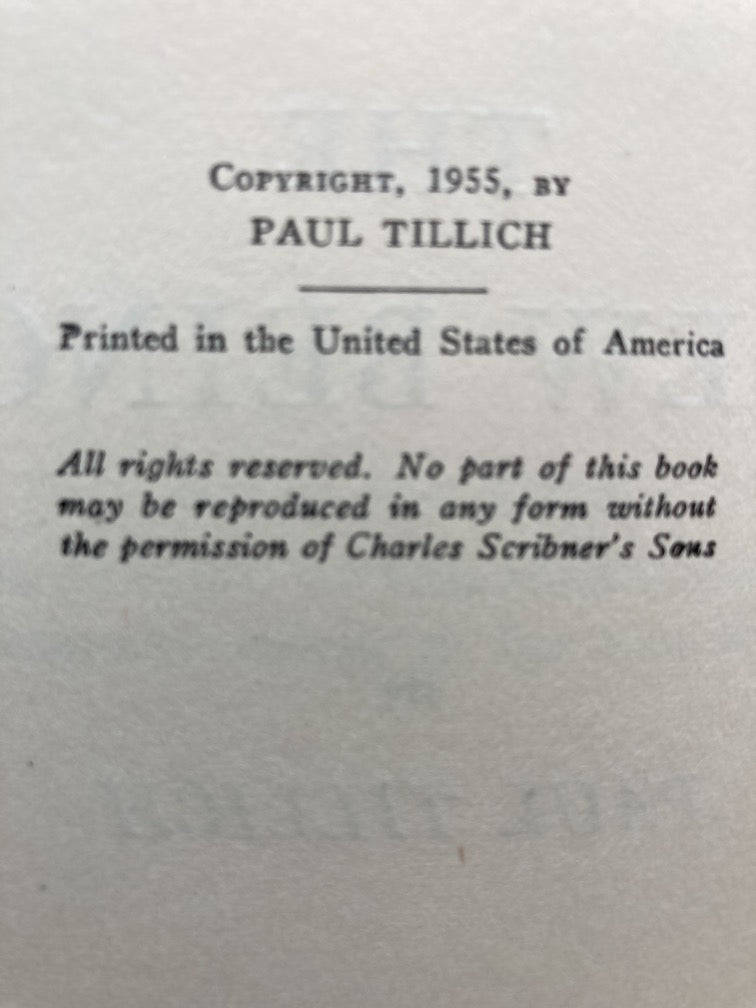 COPYRIGHT, 1955, BY
PAUL TILLICH
Printed in the United States of America
All rights reserved. No part of this book
may be reproduced in any form without
the permission of Charles Scribner's Sons